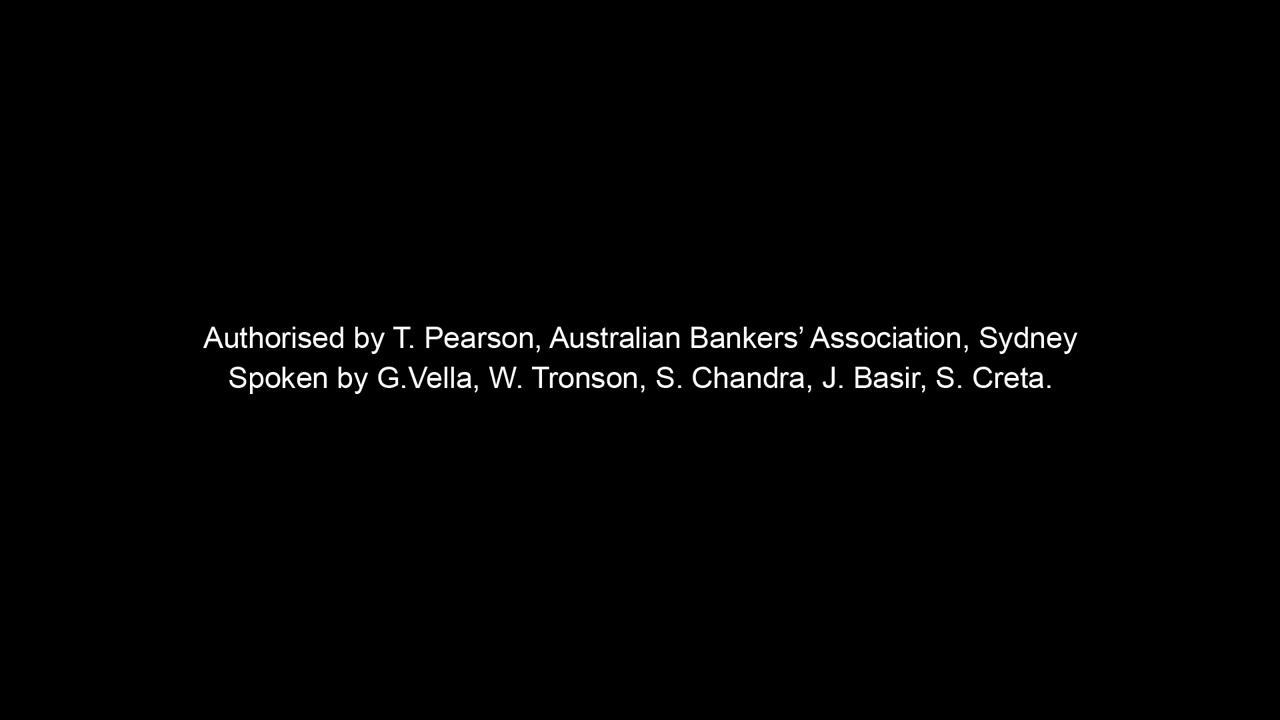 Authorised by T. Pearson, Australian Bankers’ Association, Sydney
Spoken by G.Vella, W. Tronson, S. Chandra, J. Basir, S. Creta.